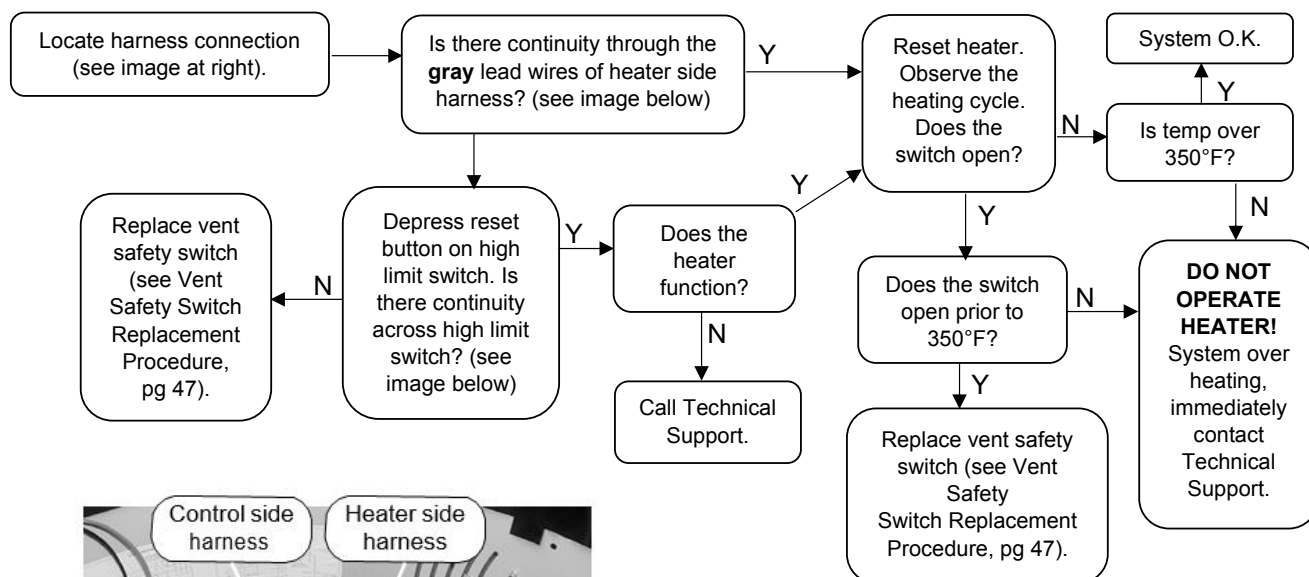 Locate harness connection
(see image at right).
Is there continuity through the
gray lead wires of heater side
harness? (see image below)
Y
Reset heater.
Observe the
heating cycle.
Does the
switch open?
N
System O.K.
Y
Is temp over
350°F?
N
Replace vent
safety switch
(see Vent
Safety Switch
Replacement
Procedure,
pg 47).
N
Depress reset
button on high
limit switch. Is
there continuity
across high limit
switch? (see
image below)
Y
Does the
heater
function?
Y
N
Call Technical
Support.
Y
Does the switch
open prior to
350°F?
N
Y
Replace vent safety
switch (see Vent
Safety
Switch Replacement
Procedure, pg 47).
DO NOT
OPERATE
HEATER!
System over
heating,
immediately
contact
Technical
Support.
Control side
harness
Heater side
harness